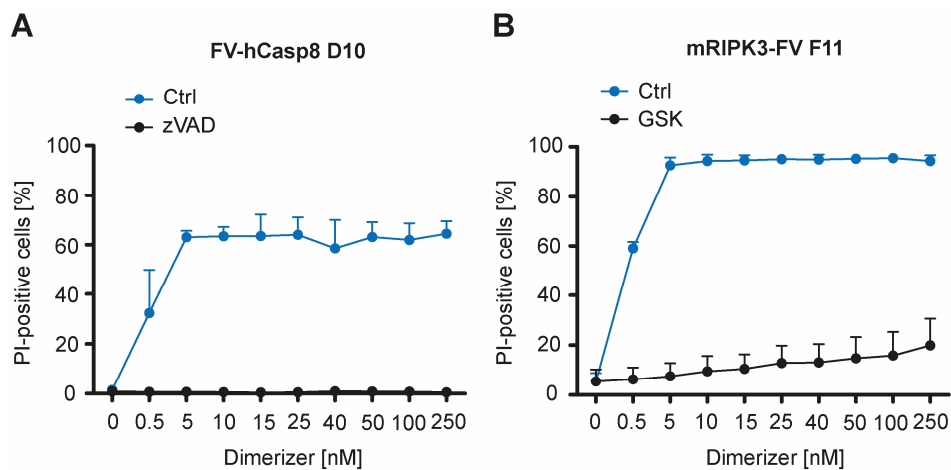 A
FV-hCasp8 D10
Ctrl
zVAD
PI-positive cells [%]
100
80
60
40
20
0
0 0.5 5 10 15 25 40 50 100 250
Dimerizer [nM]
B
mRIPK3-FV F11
Ctrl
GSK
PI-positive cells [%]
100
80
60
40
20
0
0 0.5 5 10 15 25 40 50 100 250
Dimerizer [nM]